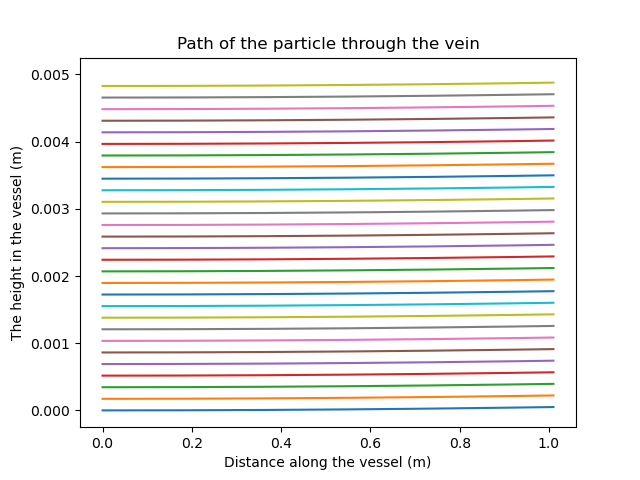 Path of the particle through the vein
0.005
0.004
0.003
0.002
0.001
0.000
The height in the vessel (m)
0.0 0.2 0.4 0.6 0.8 1.0
Distance along the vessel (m)